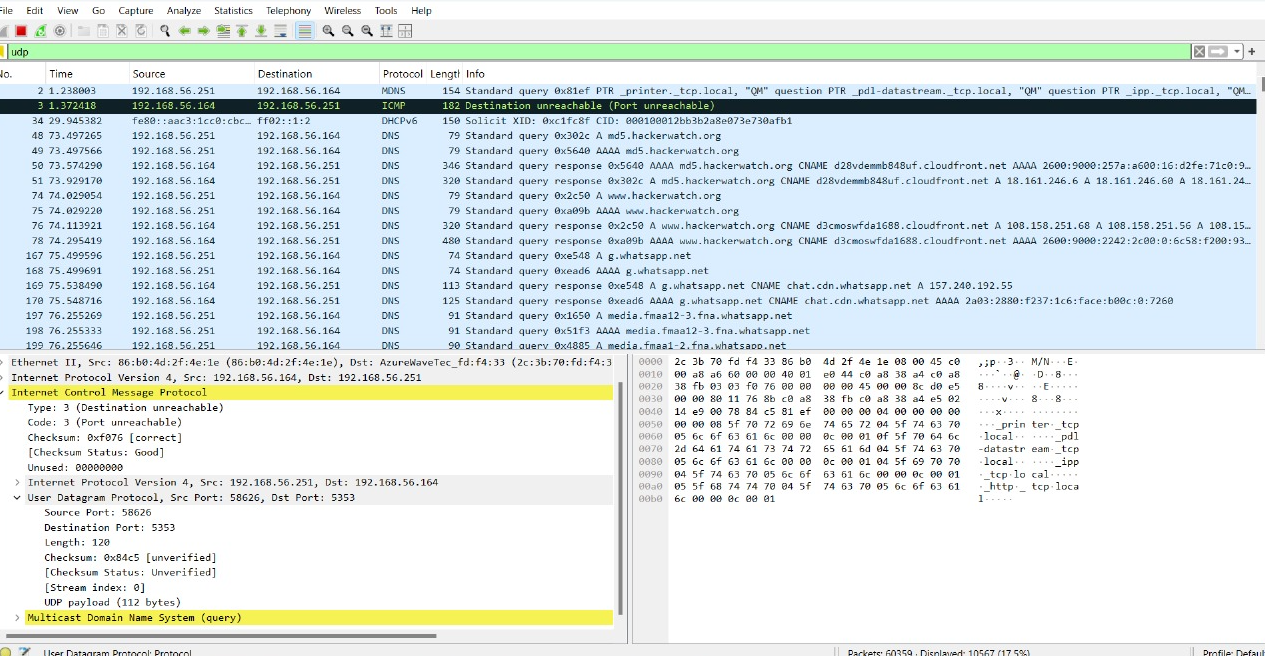 File Edit View Go Capture Analyze Statistics Telephony Wireless Tools Help
udp
No. Time Source Destination Protocol Length Info
2 1.238003 192.168.56.251 192.168.56.164 MDNS 154 Standard query 0x81ef PTR _printer._tcp.local, "QM" question PTR _pdl-datastream._tcp.local, "QM" question PTR _ipp._tcp.local, "QM…
3 1.372418 192.168.56.164 192.168.56.251 ICMP 182 Destination unreachable (Port unreachable)
34 29.945382 fe80::aac3:1cc0:cbc… ff02::1:2 DHCPv6 150 Solicit XID: 0xc1fc8f CID: 000100012bb3b2a8e073e730afb1
48 73.497265 192.168.56.251 192.168.56.164 DNS 79 Standard query 0x302c A md5.hackerwatch.org
49 73.497566 192.168.56.251 192.168.56.164 DNS 79 Standard query 0x5640 AAAA md5.hackerwatch.org
50 73.574290 192.168.56.164 192.168.56.251 DNS 346 Standard query response 0x5640 AAAA md5.hackerwatch.org CNAME d28vdemmb848uf.cloudfront.net AAAA 2600:9000:257a:a600:16:d2fe:71c0:9…
51 73.929170 192.168.56.164 192.168.56.251 DNS 320 Standard query response 0x302c A md5.hackerwatch.org CNAME d28vdemmb848uf.cloudfront.net A 18.161.246.6 A 18.161.246.60 A 18.161.24…
74 74.029054 192.168.56.251 192.168.56.164 DNS 79 Standard query 0x2c50 A www.hackerwatch.org
75 74.029220 192.168.56.251 192.168.56.164 DNS 79 Standard query 0xa09b AAAA www.hackerwatch.org
76 74.113921 192.168.56.164 192.168.56.251 DNS 320 Standard query response 0x2c50 A www.hackerwatch.org CNAME d3cmoswfda1688.cloudfront.net A 108.158.251.68 A 108.158.251.56 A 108.15…
78 74.295419 192.168.56.164 192.168.56.251 DNS 480 Standard query response 0xa09b AAAA www.hackerwatch.org CNAME d3cmoswfda1688.cloudfront.net AAAA 2600:9000:2242:2c00:0:6c58:f200:93…
167 75.499596 192.168.56.251 192.168.56.164 DNS 74 Standard query 0xe548 A g.whatsapp.net
168 75.499691 192.168.56.251 192.168.56.164 DNS 74 Standard query 0xead6 AAAA g.whatsapp.net
169 75.538490 192.168.56.164 192.168.56.251 DNS 113 Standard query response 0xe548 A g.whatsapp.net CNAME chat.cdn.whatsapp.net A 157.240.192.55
170 75.548716 192.168.56.164 192.168.56.251 DNS 125 Standard query response 0xead6 AAAA g.whatsapp.net CNAME chat.cdn.whatsapp.net AAAA 2a03:2880:f237:1c6:face:b00c:0:7260
197 76.255269 192.168.56.251 192.168.56.164 DNS 91 Standard query 0x1650 A media.fmaa12-3.fna.whatsapp.net
198 76.255333 192.168.56.251 192.168.56.164 DNS 91 Standard query 0x51f3 AAAA media.fmaa12-3.fna.whatsapp.net
199 76.255646 192.168.56.251 192.168.56.164 DNS 90 Standard query 0x4885 A media.fmaa1-2.fna.whatsapp.net
Ethernet II, Src: 86:b0:4d:2f:4e:1e (86:b0:4d:2f:4e:1e), Dst: AzureWaveTec_fd:f4:33 (2c:3b:70:fd:f4:3
Internet Protocol Version 4, Src: 192.168.56.164, Dst: 192.168.56.251
Internet Control Message Protocol
Type: 3 (Destination unreachable)
Code: 3 (Port unreachable)
Checksum: 0xf076 [correct]
[Checksum Status: Good]
Unused: 00000000
Internet Protocol Version 4, Src: 192.168.56.251, Dst: 192.168.56.164
User Datagram Protocol, Src Port: 58626, Dst Port: 5353
Source Port: 58626
Destination Port: 5353
Length: 120
Checksum: 0x84c5 [unverified]
[Checksum Status: Unverified]
[Stream index: 0]
UDP payload (112 bytes)
Multicast Domain Name System (query)
0000 2c 3b 70 fd f4 33 86 b0 4d 2f 4e 1e 08 00 45 c0 ,;p··3·· M/N···E·
0010 00 a8 a6 60 00 00 40 01 e0 44 c0 a8 38 a4 c0 a8 ···`··@· ·D··8···
0020 38 fb 03 03 f0 76 00 00 00 00 45 00 00 8c d0 e5 8····v·· ··E·····
0030 00 00 80 11 76 8b c0 a8 38 fb c0 a8 38 a4 e5 02 ····v··· 8···8···
0040 14 e9 00 78 84 c5 81 ef 00 00 00 04 00 00 00 00 ···x···· ········
0050 00 00 08 5f 70 72 69 6e 74 65 72 04 5f 74 63 70 ···_prin ter·_tcp
0060 05 6c 6f 63 61 6c 00 00 0c 00 01 0f 5f 70 64 6c ·local·· ····_pdl
0070 2d 64 61 74 61 73 74 72 65 61 6d 04 5f 74 63 70 -datastr eam·_tcp
0080 05 6c 6f 63 61 6c 00 00 0c 00 01 04 5f 69 70 70 ·local·· ····_ipp
0090 04 5f 74 63 70 05 6c 6f 63 61 6c 00 00 0c 00 01 ·_tcp·lo cal·····
00a0 05 5f 68 74 74 70 04 5f 74 63 70 05 6c 6f 63 61 ·_http·_ tcp·loca
00b0 6c 00 00 0c 00 01 l·····
User Datagram Protocol: Protocol Packets: 60359 · Displayed: 10567 (17.5%) Profile: Default